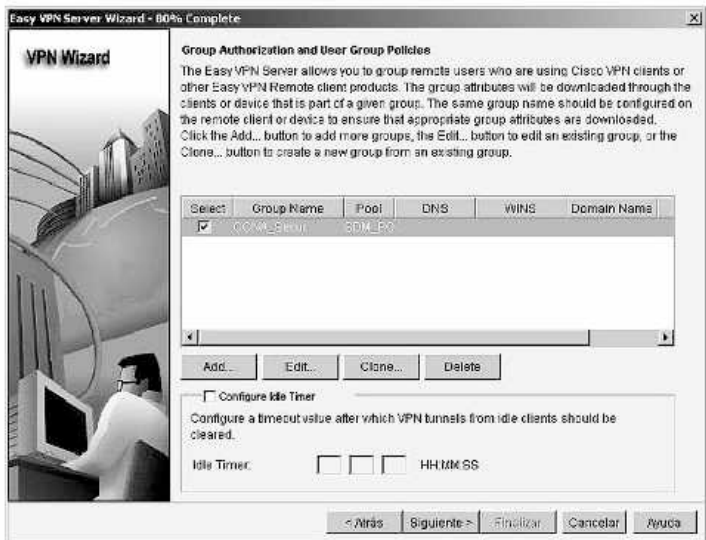 Easy VPN Server Wizard - 80% Complete
VPN Wizard
Group Authorization and User Group Policies
The Easy VPN Server allows you to group remote users who are using Cisco VPN clients or
other Easy VPN Remote client products. The group attributes will be downloaded through the
clients or device that is part of a given group. The same group name should be configured on
the remote client or device to ensure that appropriate group attributes are downloaded.
Click the Add... button to add more groups, the Edit... button to edit an existing group, or the
Clone... button to create a new group from an existing group.
Select Group Name Pool DNS WINS Domain Name
Add... Edit... Clone... Delete
Configure Idle Timer
Configure a timeout value after which VPN tunnels from idle clients should be
cleared.
Idle Timer: HH:MM:SS
< Atrás Siguiente > Finalizar Cancelar Ayuda